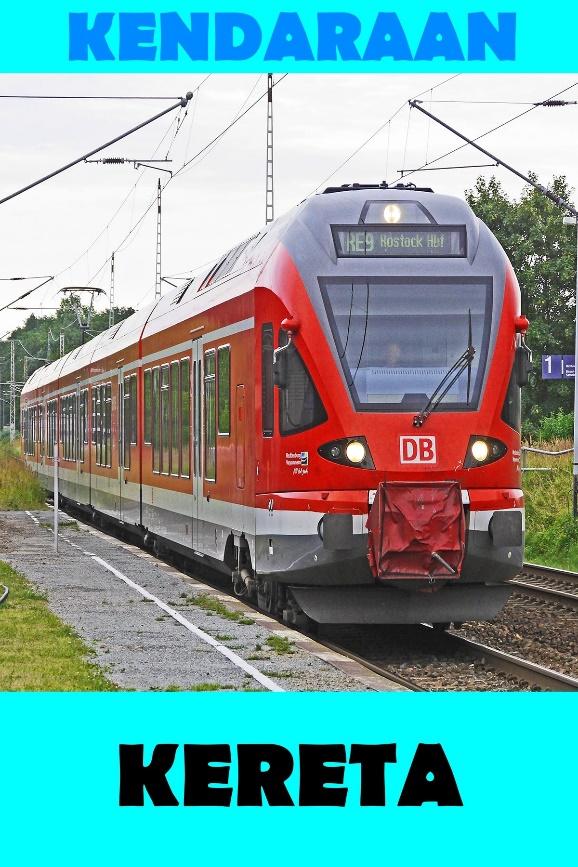 KENDARAAN
RE9 Rostock Hbf
1
DB
KERETA